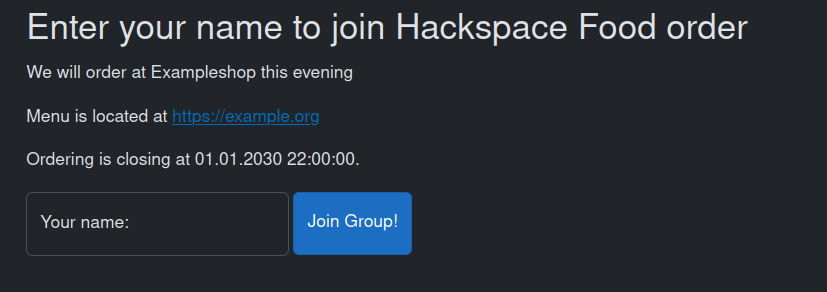 Enter your name to join Hackspace Food order
We will order at Exampleshop this evening
Menu is located at https://example.org
Ordering is closing at 01.01.2030 22:00:00.
Your name:
Join Group!